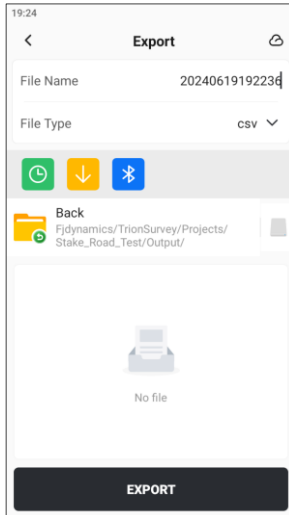 19:24
Export
File Name 20240619192236
File Type csv
Back
Fjdynamics/TrionSurvey/Projects/
Stake_Road_Test/Output/
No file
EXPORT